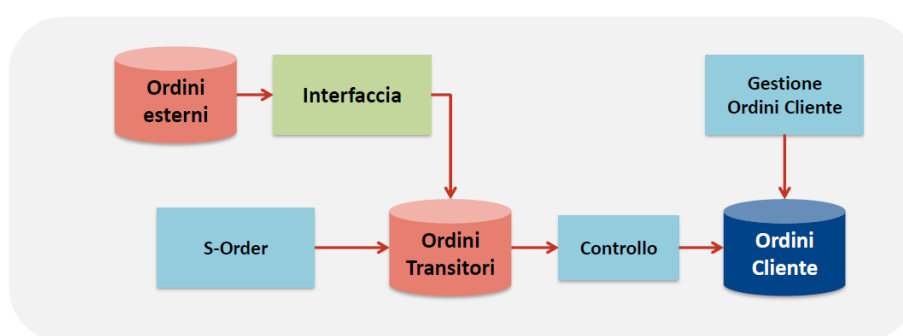 Ordini
esterni
Interfaccia
Gestione
Ordini Cliente
S-Order
Ordini
Transitori
Controllo
Ordini
Cliente